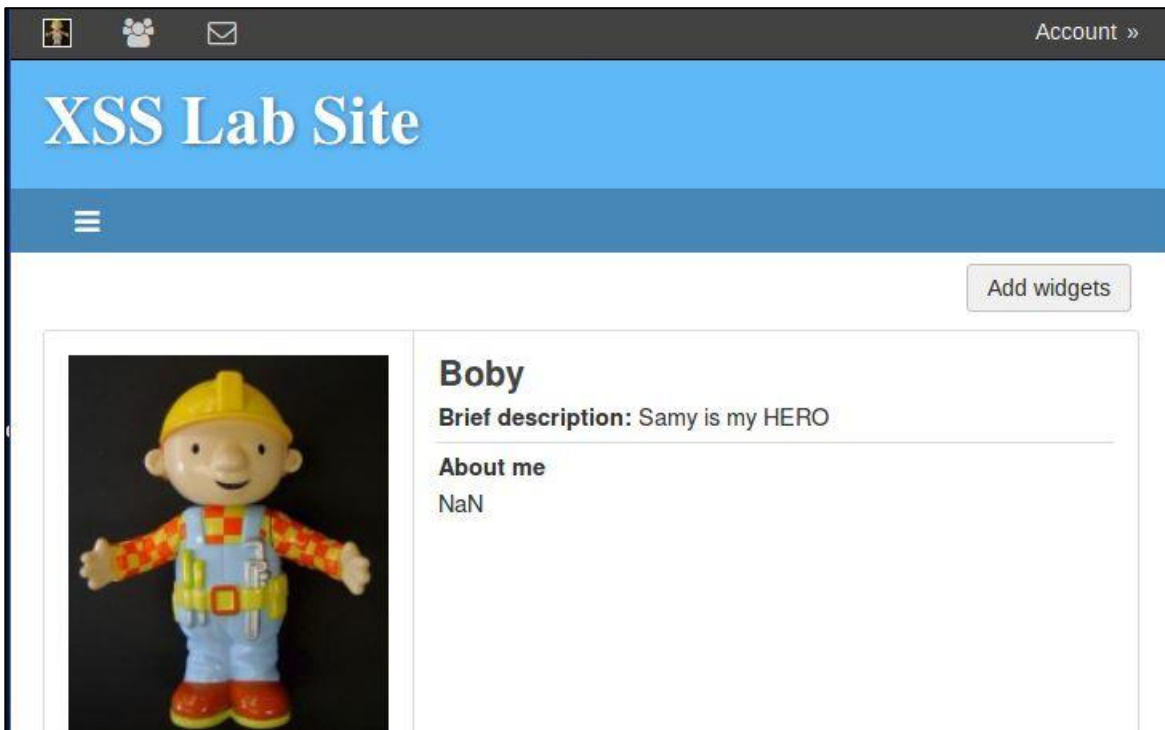 Account »
XSS Lab Site
Add widgets
Boby
Brief description: Samy is my HERO
About me
NaN